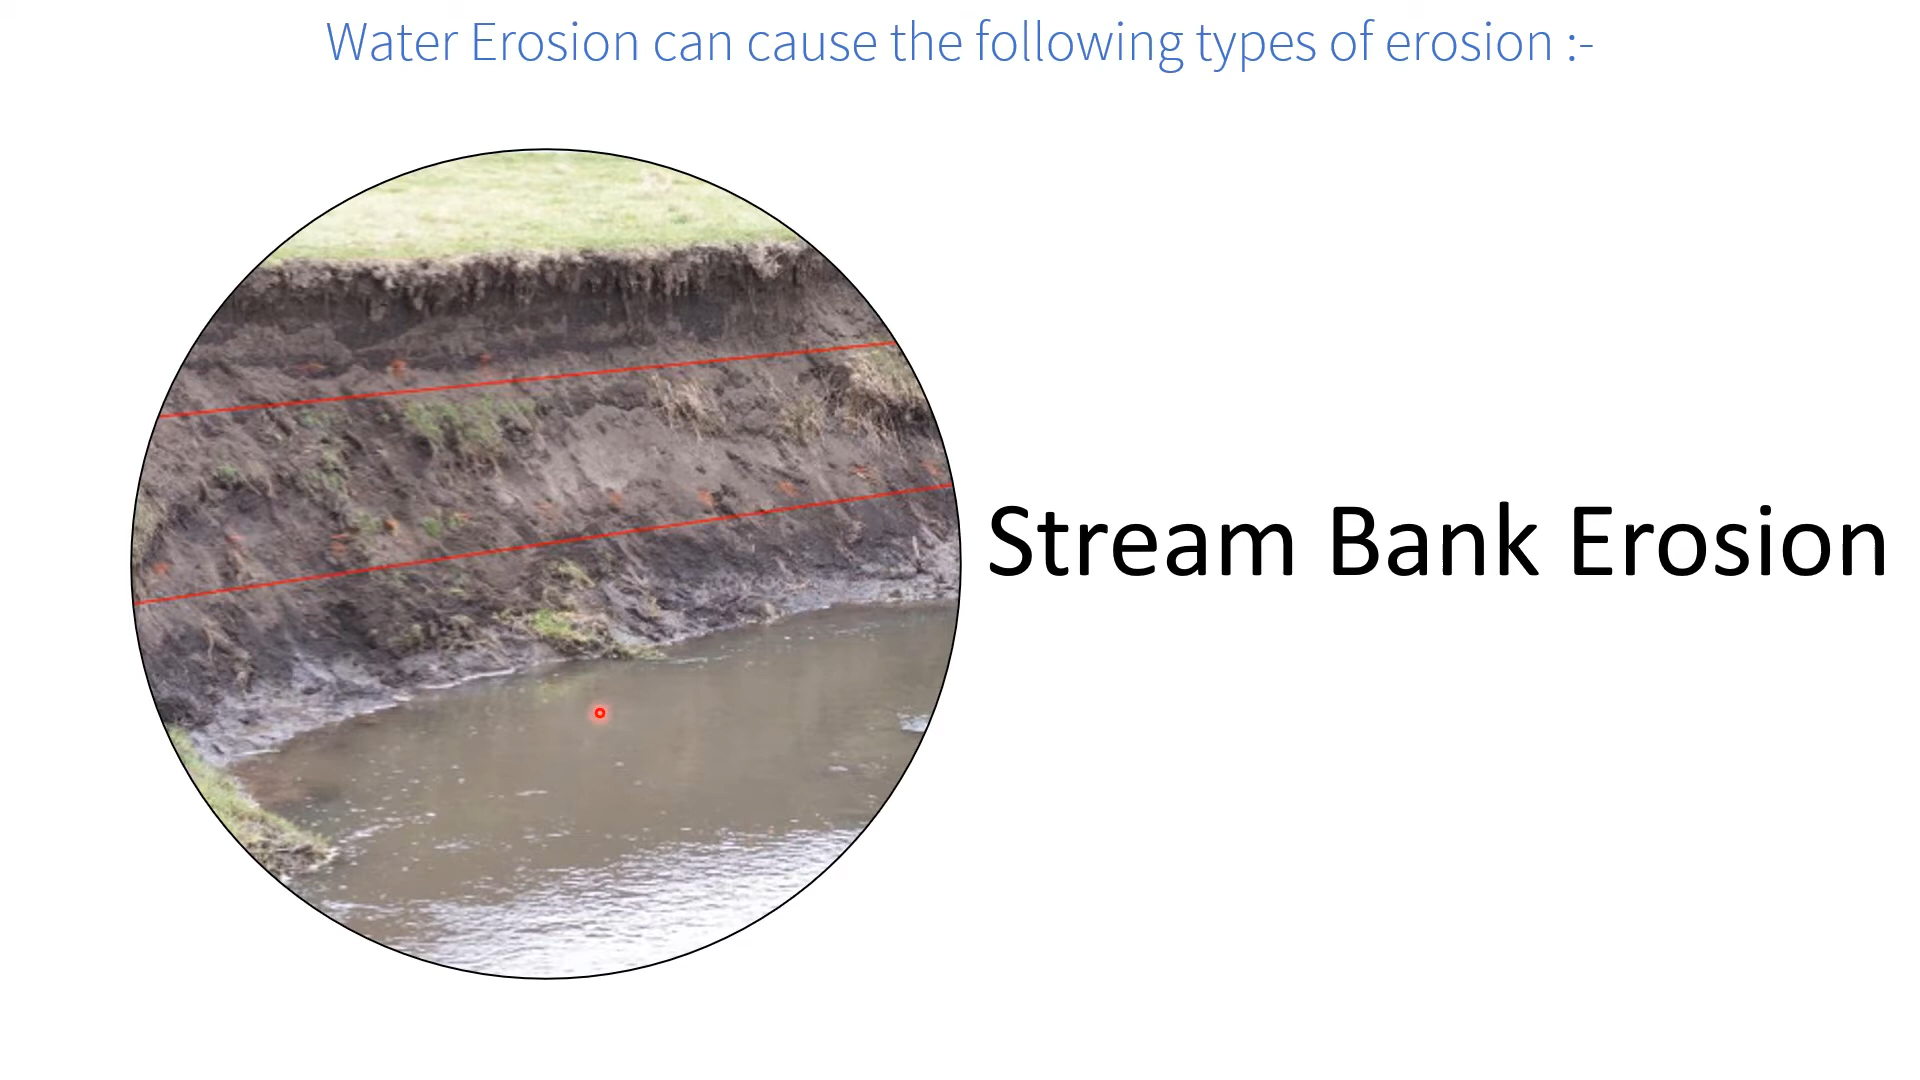 Water Erosion can cause the following types of erosion :-
Stream Bank Erosion